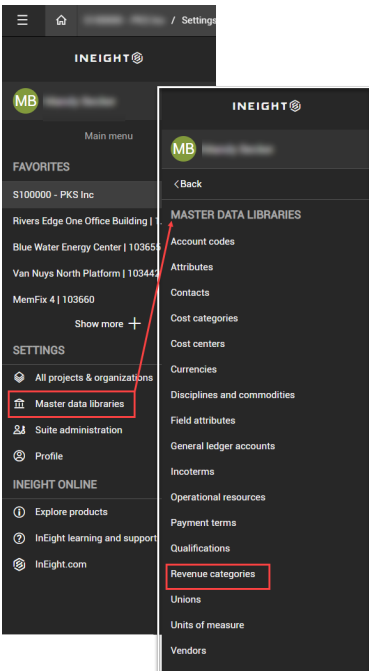 / Settings
INEIGHT
MB
Main menu
FAVORITES
S100000 - PKS Inc
Rivers Edge One Office Building | 1
Blue Water Energy Center | 103655
Van Nuys North Platform | 103442
MemFix 4 | 103660
Show more +
SETTINGS
All projects & organizations
Master data libraries
Suite administration
Profile
INEIGHT ONLINE
Explore products
InEight learning and support
InEight.com
INEIGHT
MB
<Back
MASTER DATA LIBRARIES
Account codes
Attributes
Contacts
Cost categories
Cost centers
Currencies
Disciplines and commodities
Field attributes
General ledger accounts
Incoterms
Operational resources
Payment terms
Qualifications
Revenue categories
Unions
Units of measure
Vendors